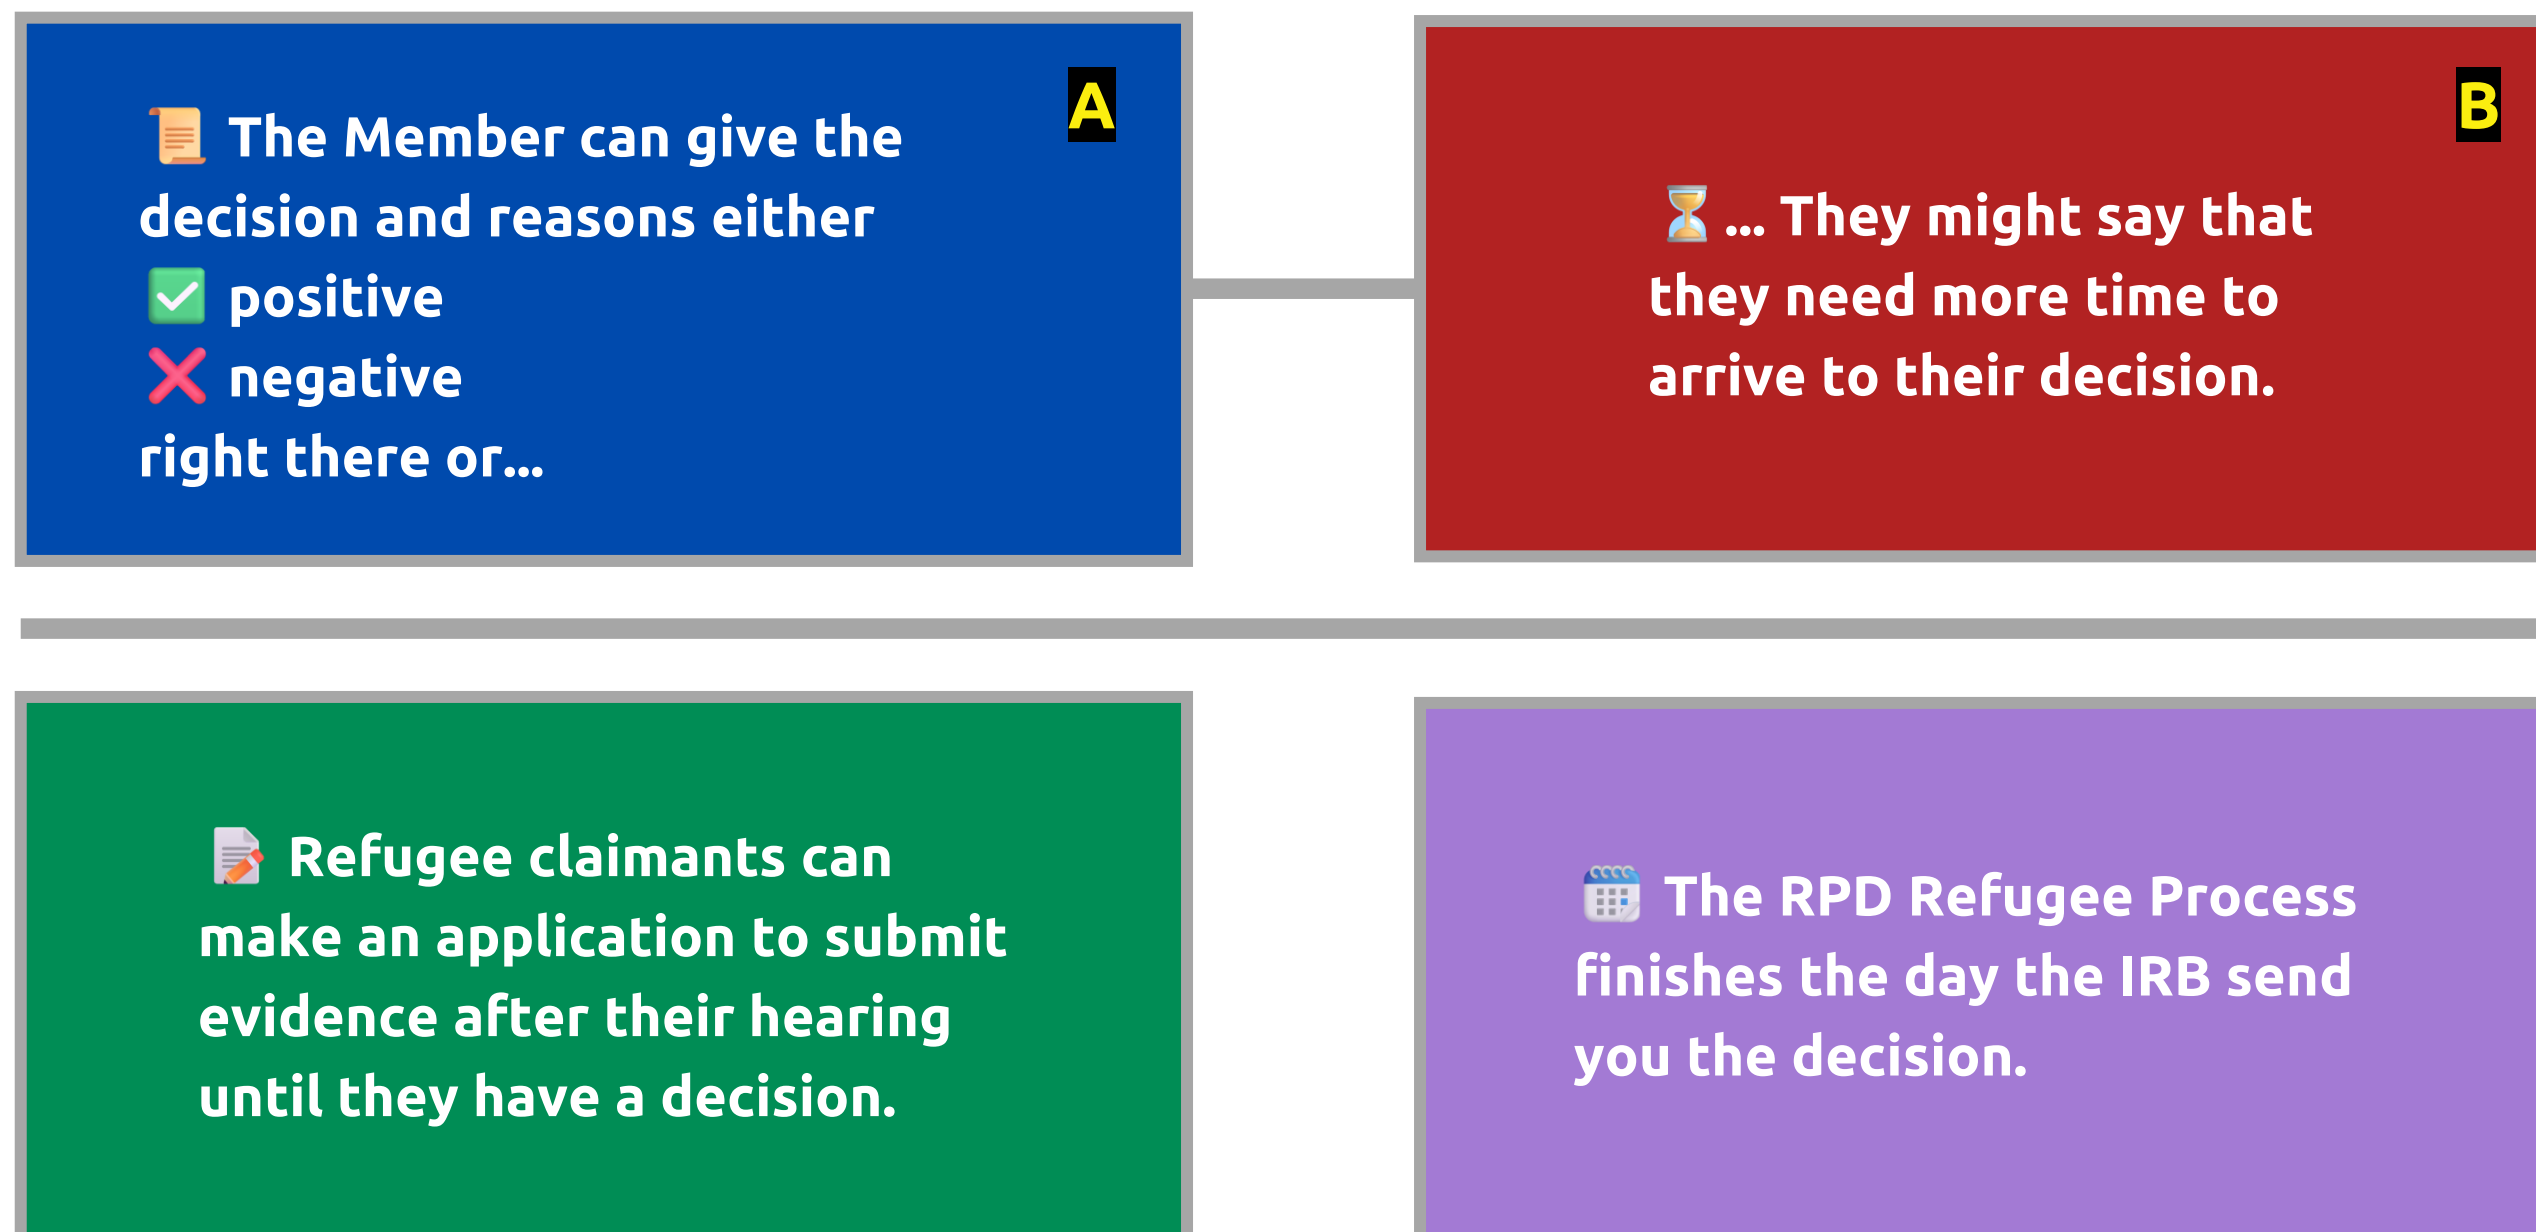 A
📜 The Member can give the
decision and reasons either
✅ positive
❌ negative
right there or...
B
⏳... They might say that
they need more time to
arrive to their decision.
📝 Refugee claimants can
make an application to submit
evidence after their hearing
until they have a decision.
🗓️ The RPD Refugee Process
finishes the day the IRB send
you the decision.